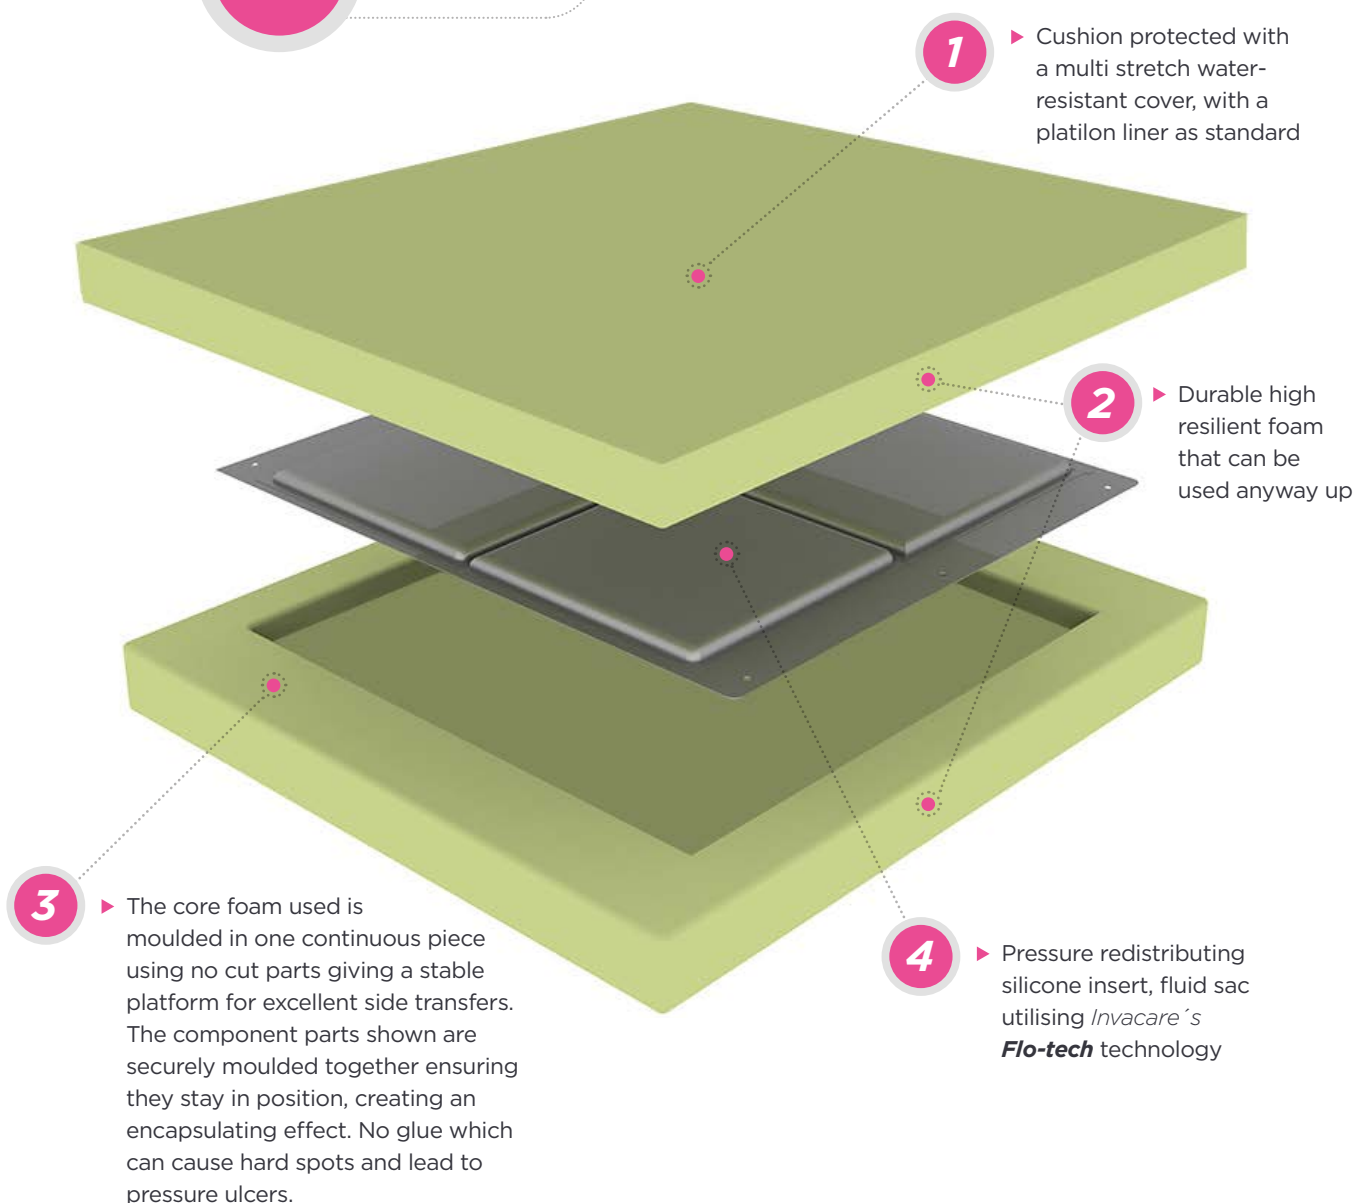 1
Cushion protected with
a multi stretch water-
resistant cover, with a
platilon liner as standard
2
Durable high
resilient foam
that can be
used anyway up
3
The core foam used is
moulded in one continuous piece
using no cut parts giving a stable
platform for excellent side transfers.
The component parts shown are
securely moulded together ensuring
they stay in position, creating an
encapsulating effect. No glue which
can cause hard spots and lead to
pressure ulcers.
4
Pressure redistributing
silicone insert, fluid sac
utilising Invacare´s
Flo-tech technology